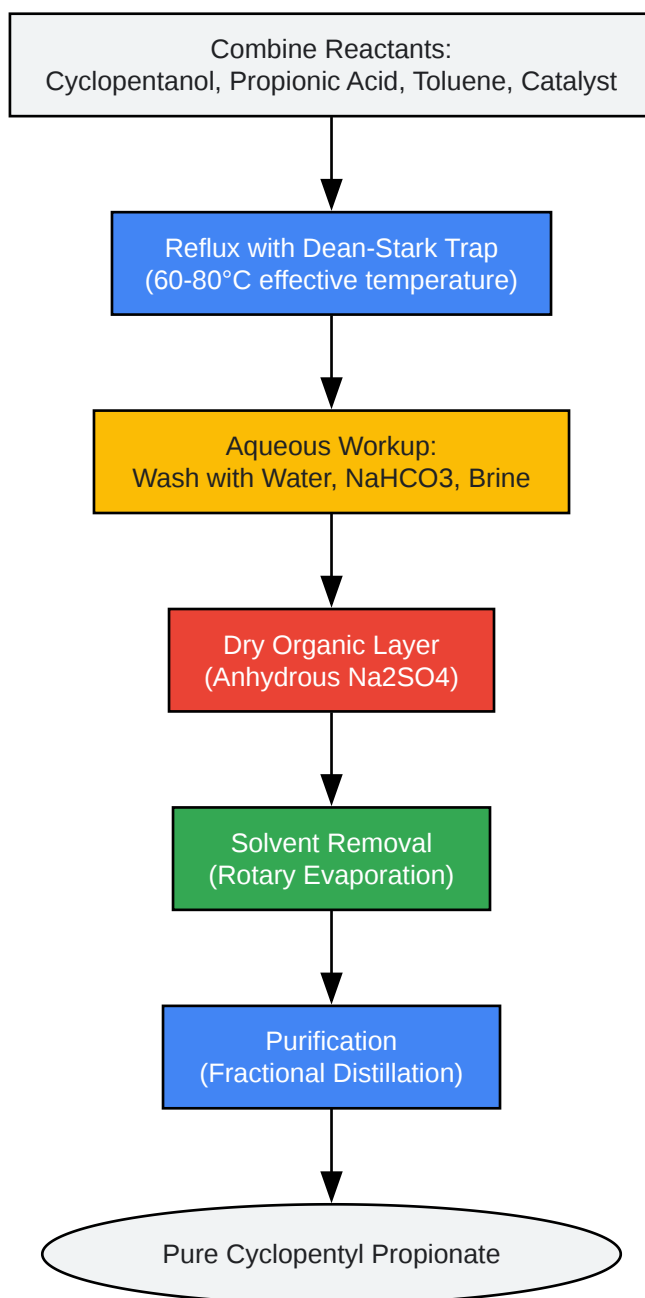 Combine Reactants:
Cyclopentanol, Propionic Acid, Toluene, Catalyst
Reflux with Dean-Stark Trap
(60-80°C effective temperature)
Aqueous Workup:
Wash with Water, NaHCO3, Brine
Dry Organic Layer
(Anhydrous Na2SO4)
Solvent Removal
(Rotary Evaporation)
Purification
(Fractional Distillation)
Pure Cyclopentyl Propionate